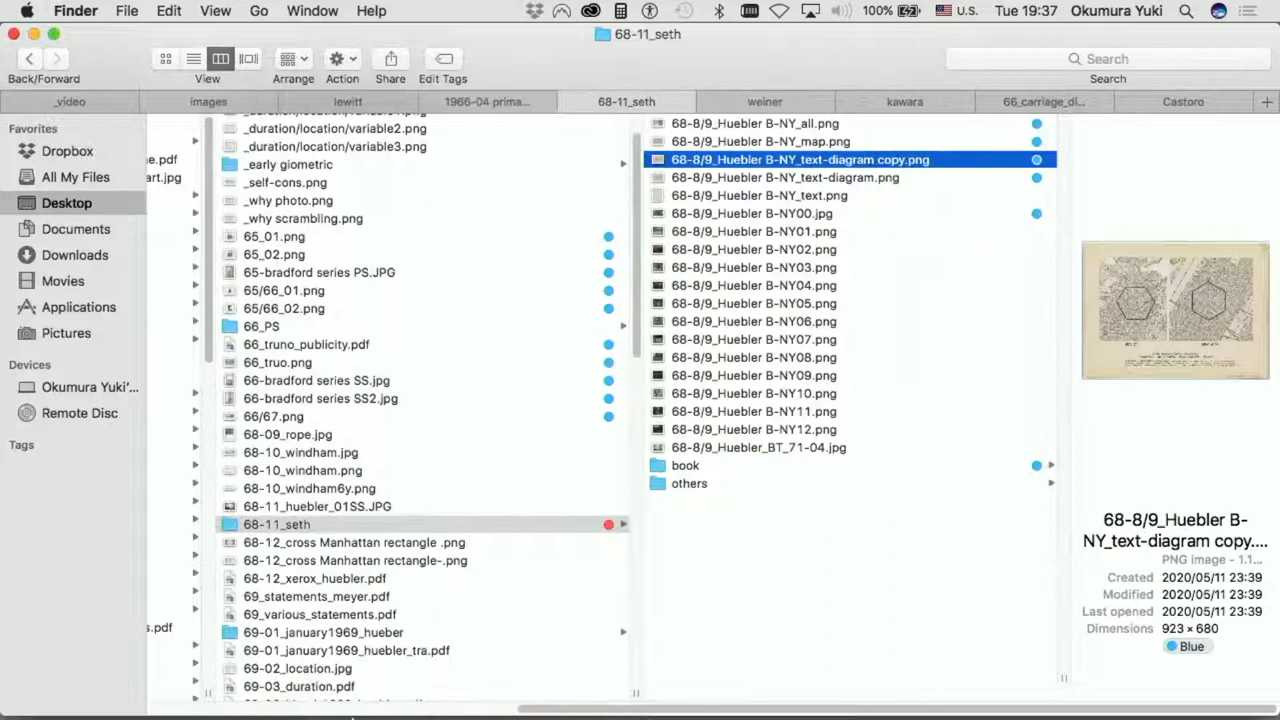 Finder File Edit View Go Window Help 100% U.S. Tue 19:37 Okumura Yuki
68-11_seth
Back/Forward View Arrange Action Share Edit Tags Search
Search
_video images lewitt 1966-04 prima... 68-11_seth weiner kawara 66_carriage_di... Castoro
Favorites
Dropbox
All My Files
Desktop
Documents
Downloads
Movies
Applications
Pictures
Devices
Okumura Yuki'...
Remote Disc
Tags
ne.pdf
art.jpg
s.pdf
_duration/location/variable2.png
_duration/location/variable3.png
_early giometric
_self-cons.png
_why photo.png
_why scrambling.png
65_01.png
65_02.png
65-bradford series PS.JPG
65/66_01.png
65/66_02.png
66_PS
66_truno_publicity.pdf
66_truo.png
66-bradford series SS.jpg
66-bradford series SS2.jpg
66/67.png
68-09_rope.jpg
68-10_windham.jpg
68-10_windham.png
68-10_windham6y.png
68-11_huebler_01SS.JPG
68-11_seth
68-12_cross Manhattan rectangle .png
68-12_cross Manhattan rectangle-.png
68-12_xerox_huebler.pdf
69_statements_meyer.pdf
69_various_statements.pdf
69-01_january1969_hueber
69-01_january1969_huebler_tra.pdf
69-02_location.jpg
69-03_duration.pdf
68-8/9_Huebler B-NY_all.png
68-8/9_Huebler B-NY_map.png
68-8/9_Huebler B-NY_text-diagram copy.png
68-8/9_Huebler B-NY_text-diagram.png
68-8/9_Huebler B-NY_text.png
68-8/9_Huebler B-NY00.jpg
68-8/9_Huebler B-NY01.png
68-8/9_Huebler B-NY02.png
68-8/9_Huebler B-NY03.png
68-8/9_Huebler B-NY04.png
68-8/9_Huebler B-NY05.png
68-8/9_Huebler B-NY06.png
68-8/9_Huebler B-NY07.png
68-8/9_Huebler B-NY08.png
68-8/9_Huebler B-NY09.png
68-8/9_Huebler B-NY10.png
68-8/9_Huebler B-NY11.png
68-8/9_Huebler B-NY12.png
68-8/9_Huebler_BT_71-04.jpg
book
others
68-8/9_Huebler B-
NY_text-diagram copy....
PNG image - 1.1...
Created 2020/05/11 23:39
Modified 2020/05/11 23:39
Last opened 2020/05/11 23:39
Dimensions 923 × 680
Blue